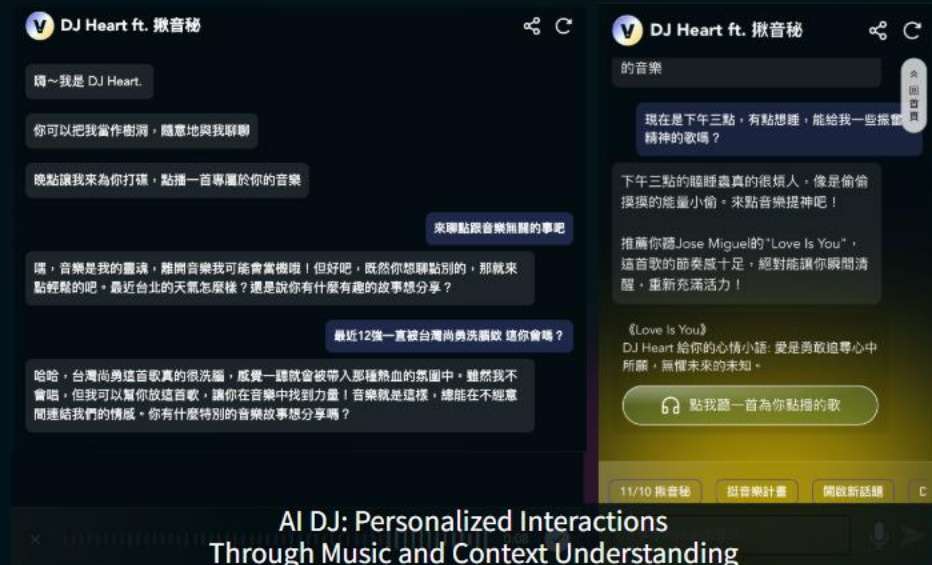 DJ Heart ft. 揪音秘
嗨～我是 DJ Heart.
你可以把我當作樹洞，隨意地與我聊聊
晚點讓我來為你打碟，點播一首專屬於你的音樂
來聊點跟音樂無關的事吧
嘿，音樂是我的靈魂，離開音樂我可能會當機哦！但好吧，既然你想聊點別的，那就來
點輕鬆的吧。最近台北的天氣怎麼樣？還是說你有什麼有趣的故事想分享？
最近12強一直被台灣尚勇洗腦欸 這你會嗎？
哈哈，台灣尚勇這首歌真的很洗腦，感覺一聽就會被帶入那種熱血的氛圍中。雖然我不
會唱，但我可以幫你放這首歌，讓你在音樂中找到力量！音樂就是這樣，總能在不經意
間連結我們的情感。你有什麼特別的音樂故事想分享嗎？
DJ Heart ft. 揪音秘
的音樂
回首頁
現在是下午三點，有點想睡，能給我一些振奮
精神的歌嗎？
下午三點的瞌睡蟲真的很煩人，像是偷偷
摸摸的能量小偷。來點音樂提神吧！
推薦你聽Jose Miguel的"Love Is You"，
這首歌的節奏感十足，絕對能讓你瞬間清
醒，重新充滿活力！
《Love Is You》
DJ Heart 給你的心情小語: 愛是勇敢追尋心中
所願，無懼未來的未知。
點我聽一首為你點播的歌
11/10 揪音秘
挺音樂計畫
開啟新話題
0:08
AI DJ: Personalized Interactions
Through Music and Context Understanding